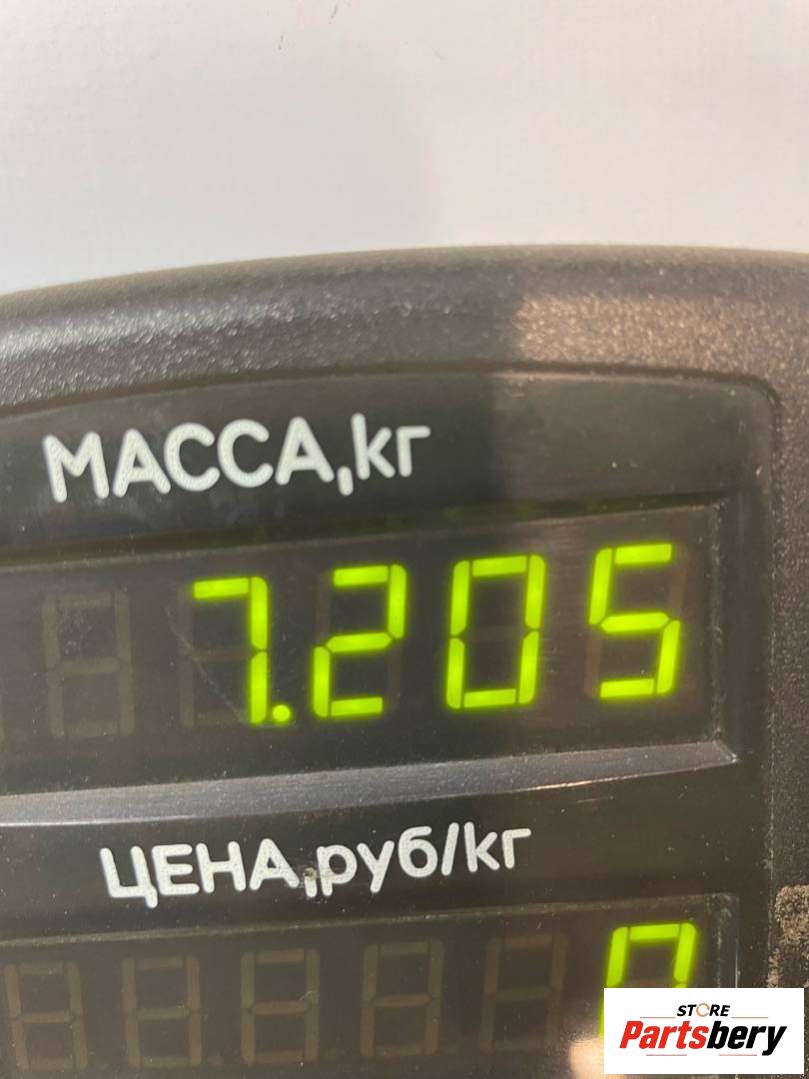 МАССА,кг
7.205
ЦЕНА,руб/кг
0
STORE
Partsbery